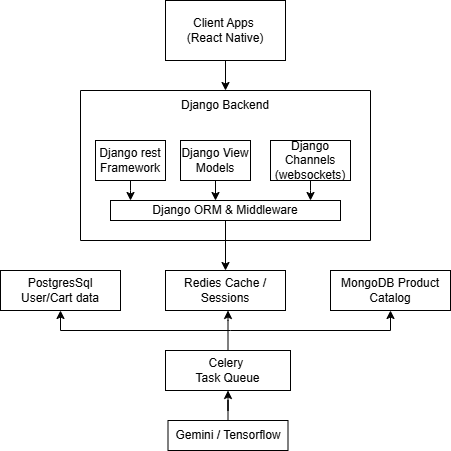 Client Apps
(React Native)
Django Backend
Django rest
Framework
Django View
Models
Django
Channels
(websockets)
Django ORM & Middleware
PostgresSql
User/Cart data
Redies Cache /
Sessions
MongoDB Product
Catalog
Celery
Task Queue
Gemini / Tensorflow